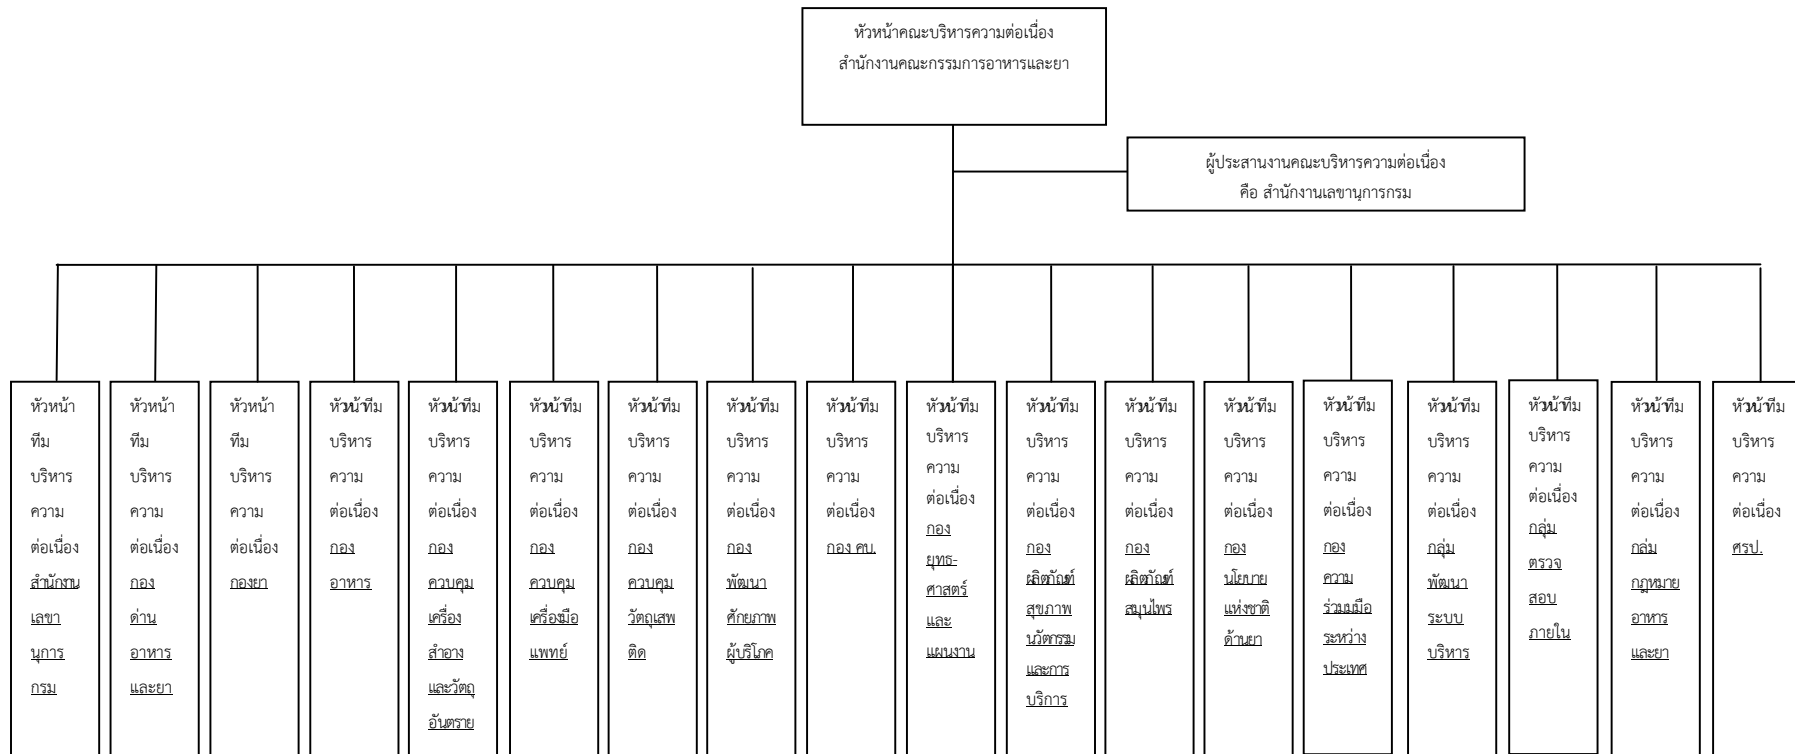 หัวหน้าคณะบริหารความต่อเนื่อง
สำนักงานคณะกรรมการอาหารและยา
ผู้ประสานงานคณะบริหารความต่อเนื่อง
คือ สำนักงานเลขานุการกรม
หัวหน้า
ทีม
บริหาร
ความ
ต่อเนื่อง
สำนักงาน
เลขา
นุการ
กรม
หัวหน้า
ทีม
บริหาร
ความ
ต่อเนื่อง
กอง
ด่าน
อาหาร
และยา
หัวหน้า
ทีม
บริหาร
ความ
ต่อเนื่อง
กองยา
หัวหน้าทีม
บริหาร
ความ
ต่อเนื่อง
กอง
อาหาร
หัวหน้าทีม
บริหาร
ความ
ต่อเนื่อง
กอง
ควบคุม
เครื่อง
สำอาง
และวัตถุ
อันตราย
หัวหน้าทีม
บริหาร
ความ
ต่อเนื่อง
กอง
ควบคุม
เครื่องมือ
แพทย์
หัวหน้าทีม
บริหาร
ความ
ต่อเนื่อง
กอง
ควบคุม
วัตถุเสพ
ติด
หัวหน้าทีม
บริหาร
ความ
ต่อเนื่อง
กอง
พัฒนา
ศักยภาพ
ผู้บริโภค
หัวหน้าทีม
บริหาร
ความ
ต่อเนื่อง
กอง คบ.
หัวหน้าทีม
บริหาร
ความ
ต่อเนื่อง
กอง
ยุทธ-
ศาสตร์
และ
แผนงาน
หัวหน้าทีม
บริหาร
ความ
ต่อเนื่อง
กอง
ผลิตภัณฑ์
สุขภาพ
นวัตกรรม
และการ
บริการ
หัวหน้าทีม
บริหาร
ความ
ต่อเนื่อง
กอง
ผลิตภัณฑ์
สมุนไพร
หัวหน้าทีม
บริหาร
ความ
ต่อเนื่อง
กอง
นโยบาย
แห่งชาติ
ด้านยา
หัวหน้าทีม
บริหาร
ความ
ต่อเนื่อง
กอง
ความ
ร่วมมมือ
ระหว่าง
ประเทศ
หัวหน้าทีม
บริหาร
ความ
ต่อเนื่อง
กลุ่ม
พัฒนา
ระบบ
บริหาร
หัวหน้าทีม
บริหาร
ความ
ต่อเนื่อง
กลุ่ม
ตรวจ
สอบ
ภายใน
หัวหน้าทีม
บริหาร
ความ
ต่อเนื่อง
กล่ม
กฎหมาย
อาหาร
และยา
หัวหน้าทีม
บริหาร
ความ
ต่อเนื่อง
ศรป.